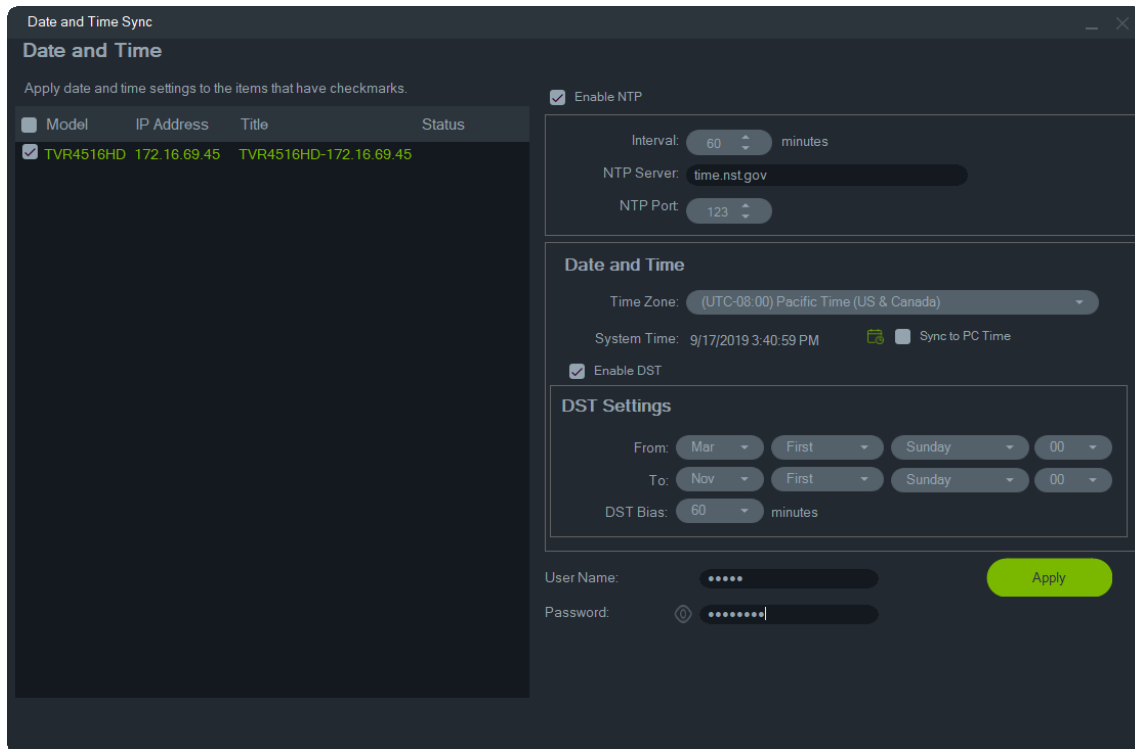 Date and Time Sync
Date and Time
Apply date and time settings to the items that have checkmarks.
Model IP Address Title Status
TVR4516HD 172.16.69.45 TVR4516HD-172.16.69.45
Enable NTP
Interval: 60 minutes
NTP Server: time.nst.gov
NTP Port: 123
Date and Time
Time Zone: (UTC-08:00) Pacific Time (US & Canada)
System Time: 9/17/2019 3:40:59 PM Sync to PC Time
Enable DST
DST Settings
From: Mar First Sunday 00
To: Nov First Sunday 00
DST Bias: 60 minutes
User Name: •••••
Apply
Password: ••••••••